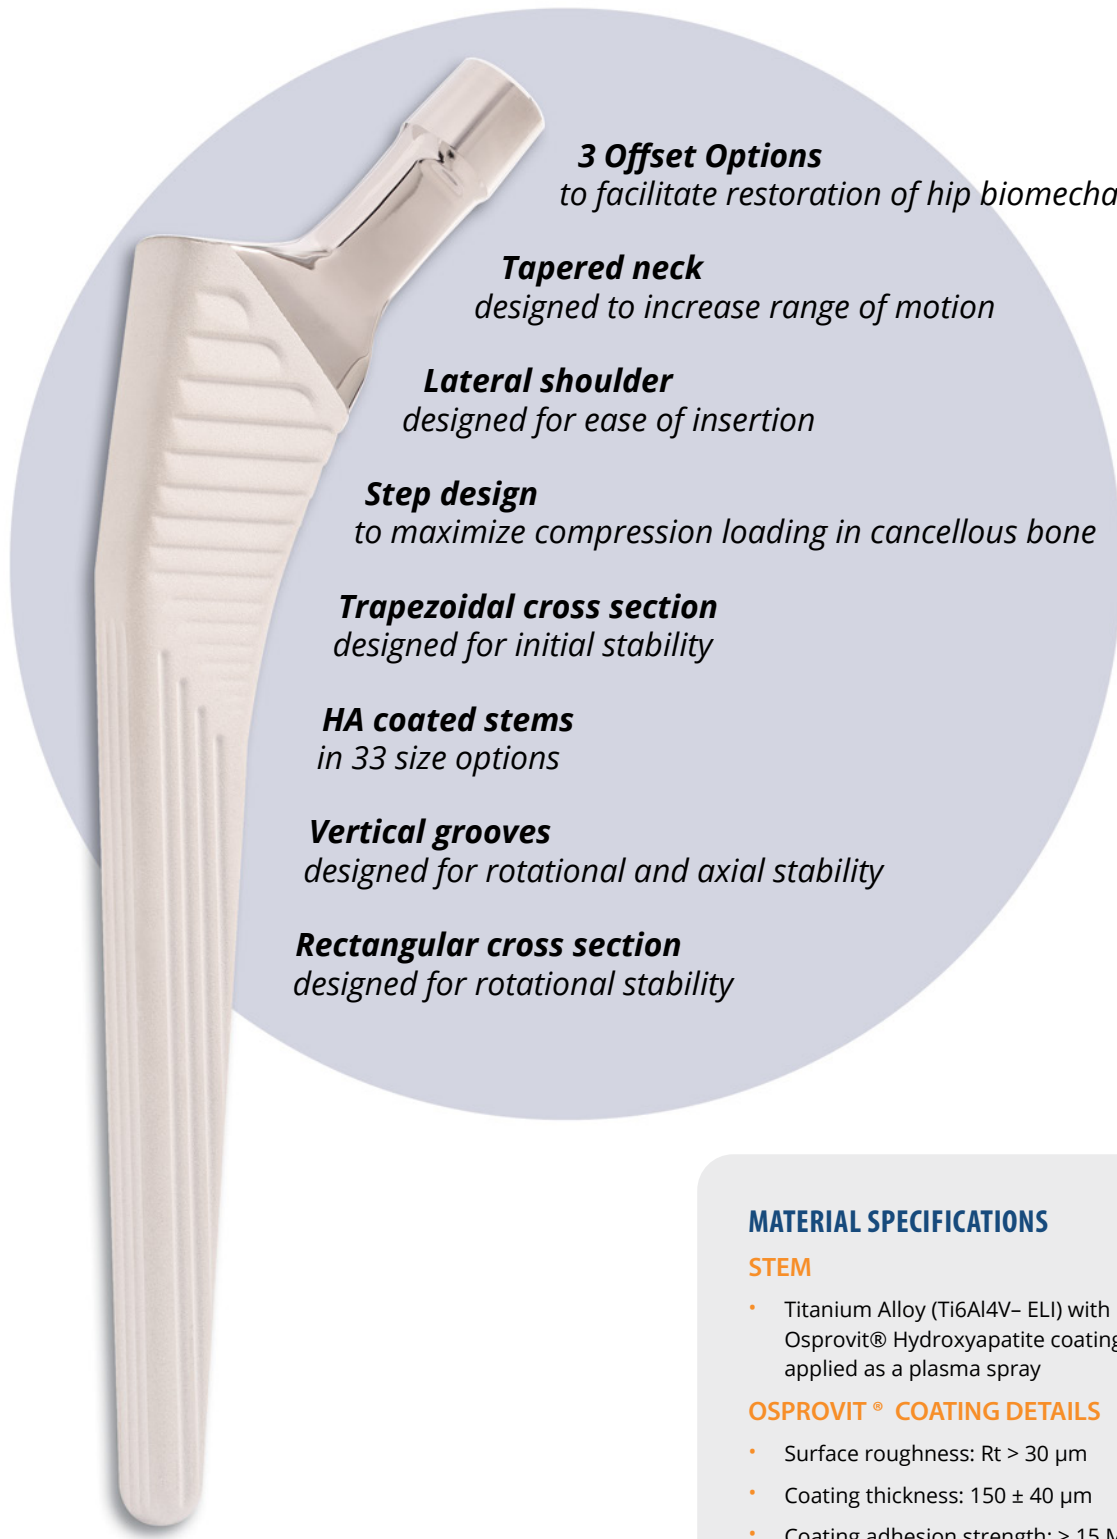 3 Offset Options
to facilitate restoration of hip biomecha
Tapered neck
designed to increase range of motion
Lateral shoulder
designed for ease of insertion
Step design
to maximize compression loading in cancellous bone
Trapezoidal cross section
designed for initial stability
HA coated stems
in 33 size options
Vertical grooves
designed for rotational and axial stability
Rectangular cross section
designed for rotational stability
MATERIAL SPECIFICATIONS
STEM
• Titanium Alloy (Ti6Al4V– ELI) with
Osprovit® Hydroxyapatite coating
applied as a plasma spray
OSPROVIT ® COATING DETAILS
• Surface roughness: Rt > 30 µm
• Coating thickness: 150 ± 40 µm
• Coating adhesion strength: > 15 M